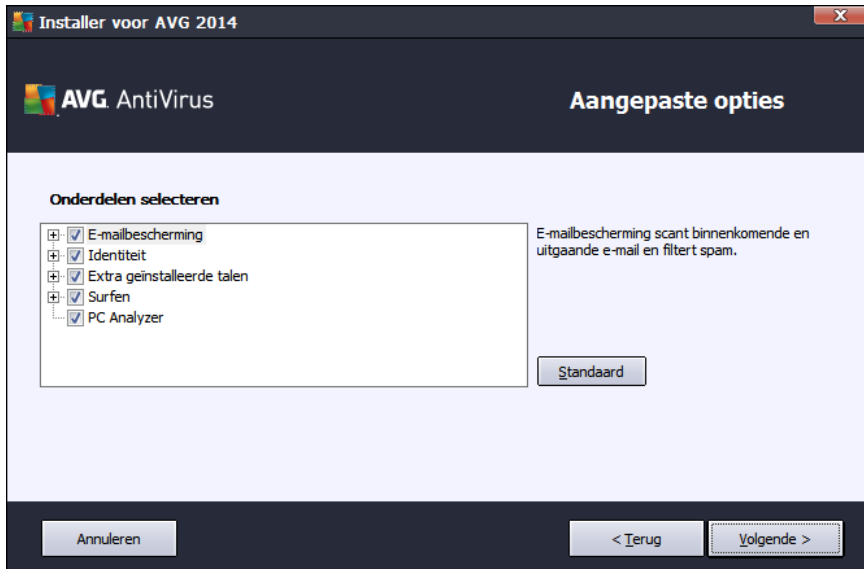 Installer voor AVG 2014
X
AVG. AntiVirus
Aangepaste opties
Onderdelen selecteren
E-mailbescherming
Identiteit
Extra geïnstalleerde talen
Surfen
PC Analyzer
E-mailbescherming scant binnenkomende en
uitgaande e-mail en filtert spam.
Standaard
Annuleren
< Terug
Volgende >